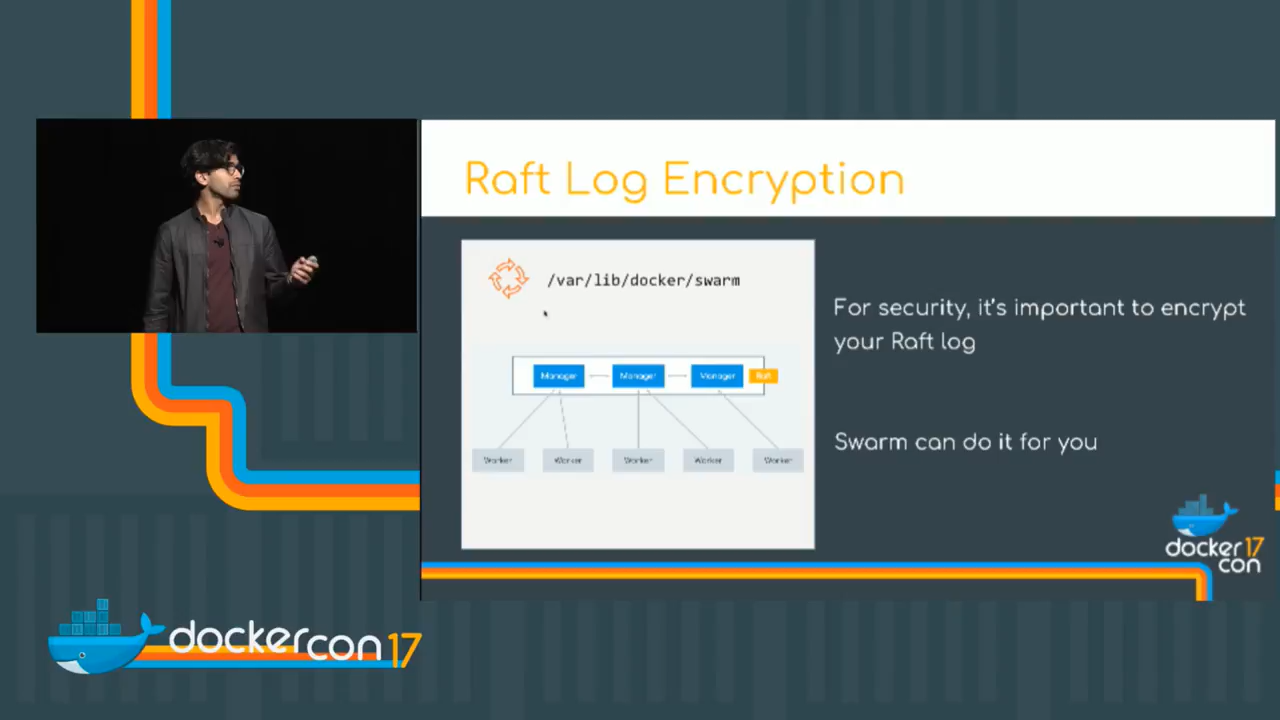 Raft Log Encryption
/var/lib/docker/swarm
Manager
Manager
Manager
Raft
Worker
Worker
Worker
Worker
Worker
For security, it's important to encrypt
your Raft log
Swarm can do it for you
docker 17
con
dockercon 17